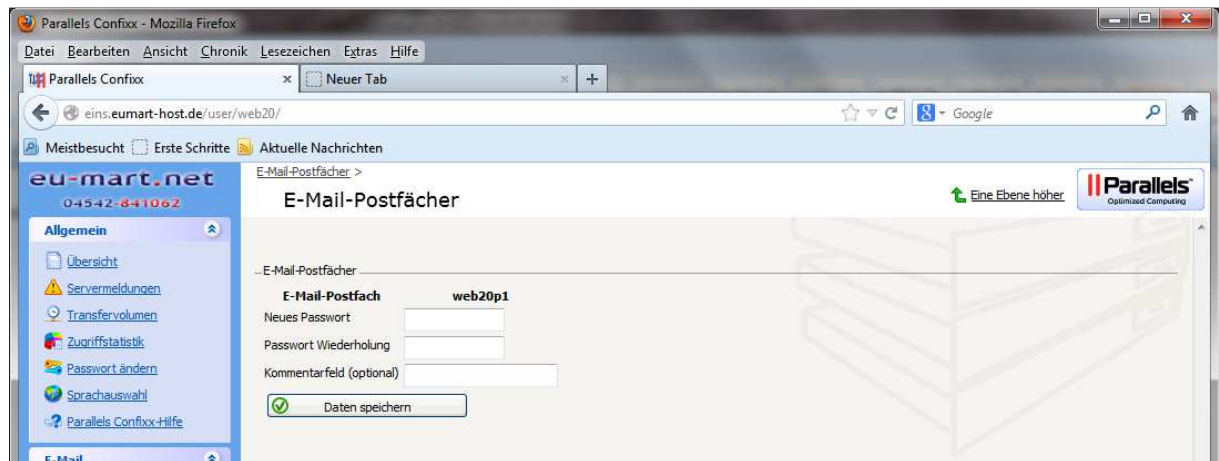 Parallels Confixx - Mozilla Firefox
Datei Bearbeiten Ansicht Chronik Lesezeichen Extras Hilfe
Parallels Confixx × Neuer Tab × +
eins.eumart-host.de/user/web20/ Google
Meistbesucht Erste Schritte Aktuelle Nachrichten
eu-mart.net
04542-841062
E-Mail-Postfächer >
E-Mail-Postfächer
Eine Ebene höher
Parallels
Optimized Computing
Allgemein
Übersicht
Servermeldungen
Transfervolumen
Zugriffstatistik
Passwort ändern
Sprachauswahl
Parallels Confixx-Hilfe
E-Mail
E-Mail-Postfächer
E-Mail-Postfach web20p1
Neues Passwort
Passwort Wiederholung
Kommentarfeld (optional)
Daten speichern